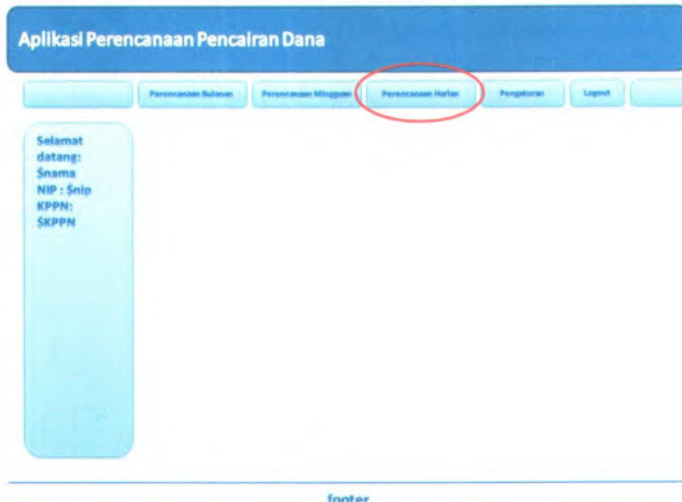 Aplikasi Perencanaan Pencairan Dana
Perencanaan Bulanan Perencanaan Mingguan Perencanaan Harian Pengaturan Logout
Selamat
datang:
$nama
NIP : $nip
KPPN:
$KPPN
footer